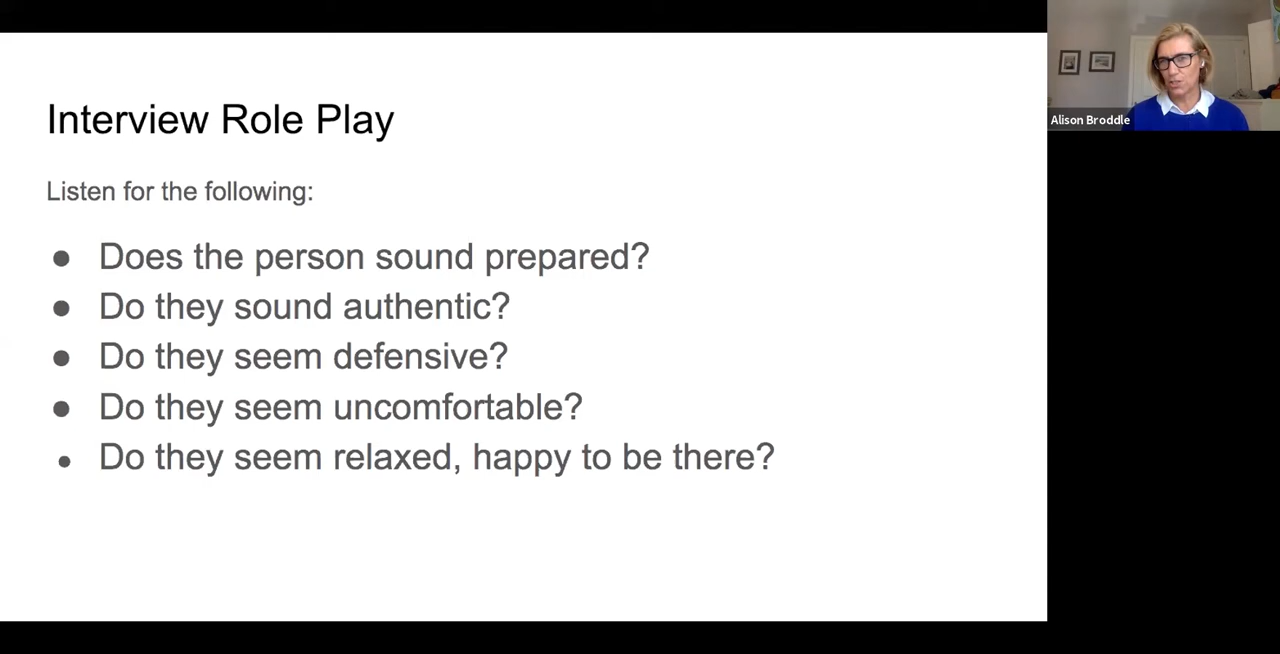 Interview Role Play
Listen for the following:
● Does the person sound prepared?
● Do they sound authentic?
● Do they seem defensive?
● Do they seem uncomfortable?
● Do they seem relaxed, happy to be there?
Alison Broddle